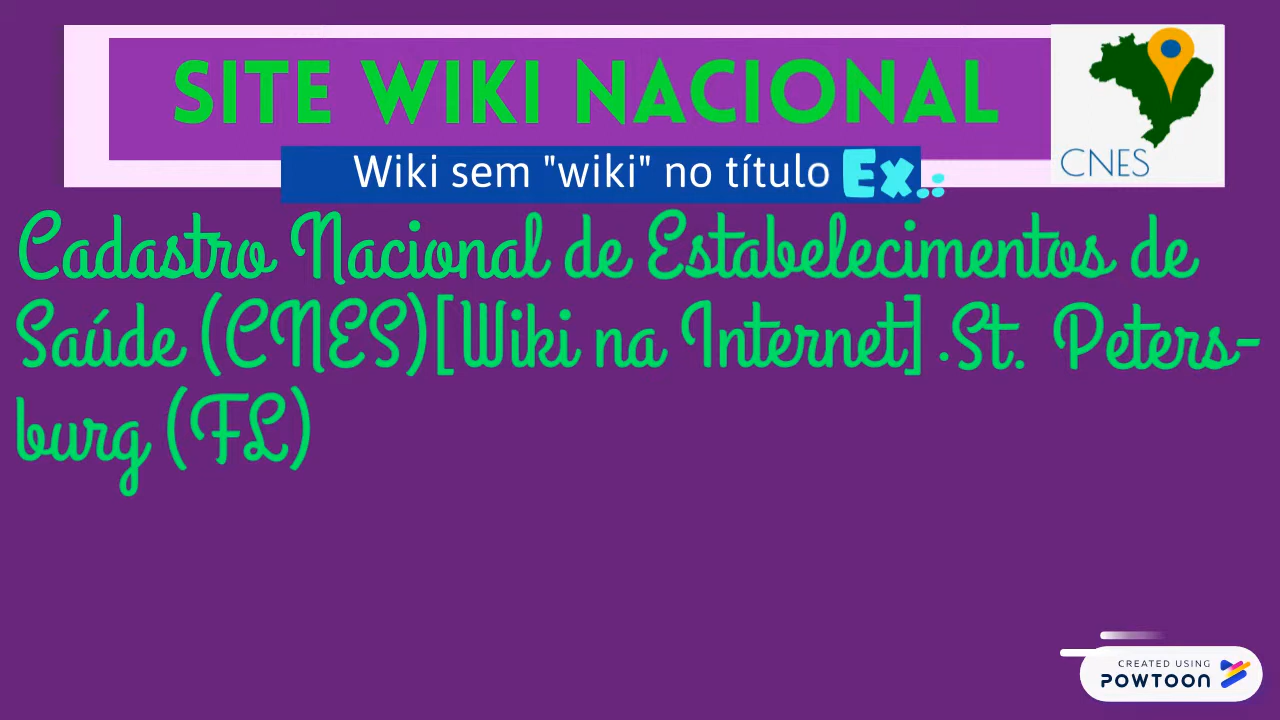 SITE WIKI NACIONAL
CNES
Wiki sem "wiki" no título Ex.:
Cadastro Nacional de Estabelecimentos de
Saúde (CNES)[Wiki na Internet] .St. Peters-
burg (FL)
CREATED USING
POWTOON